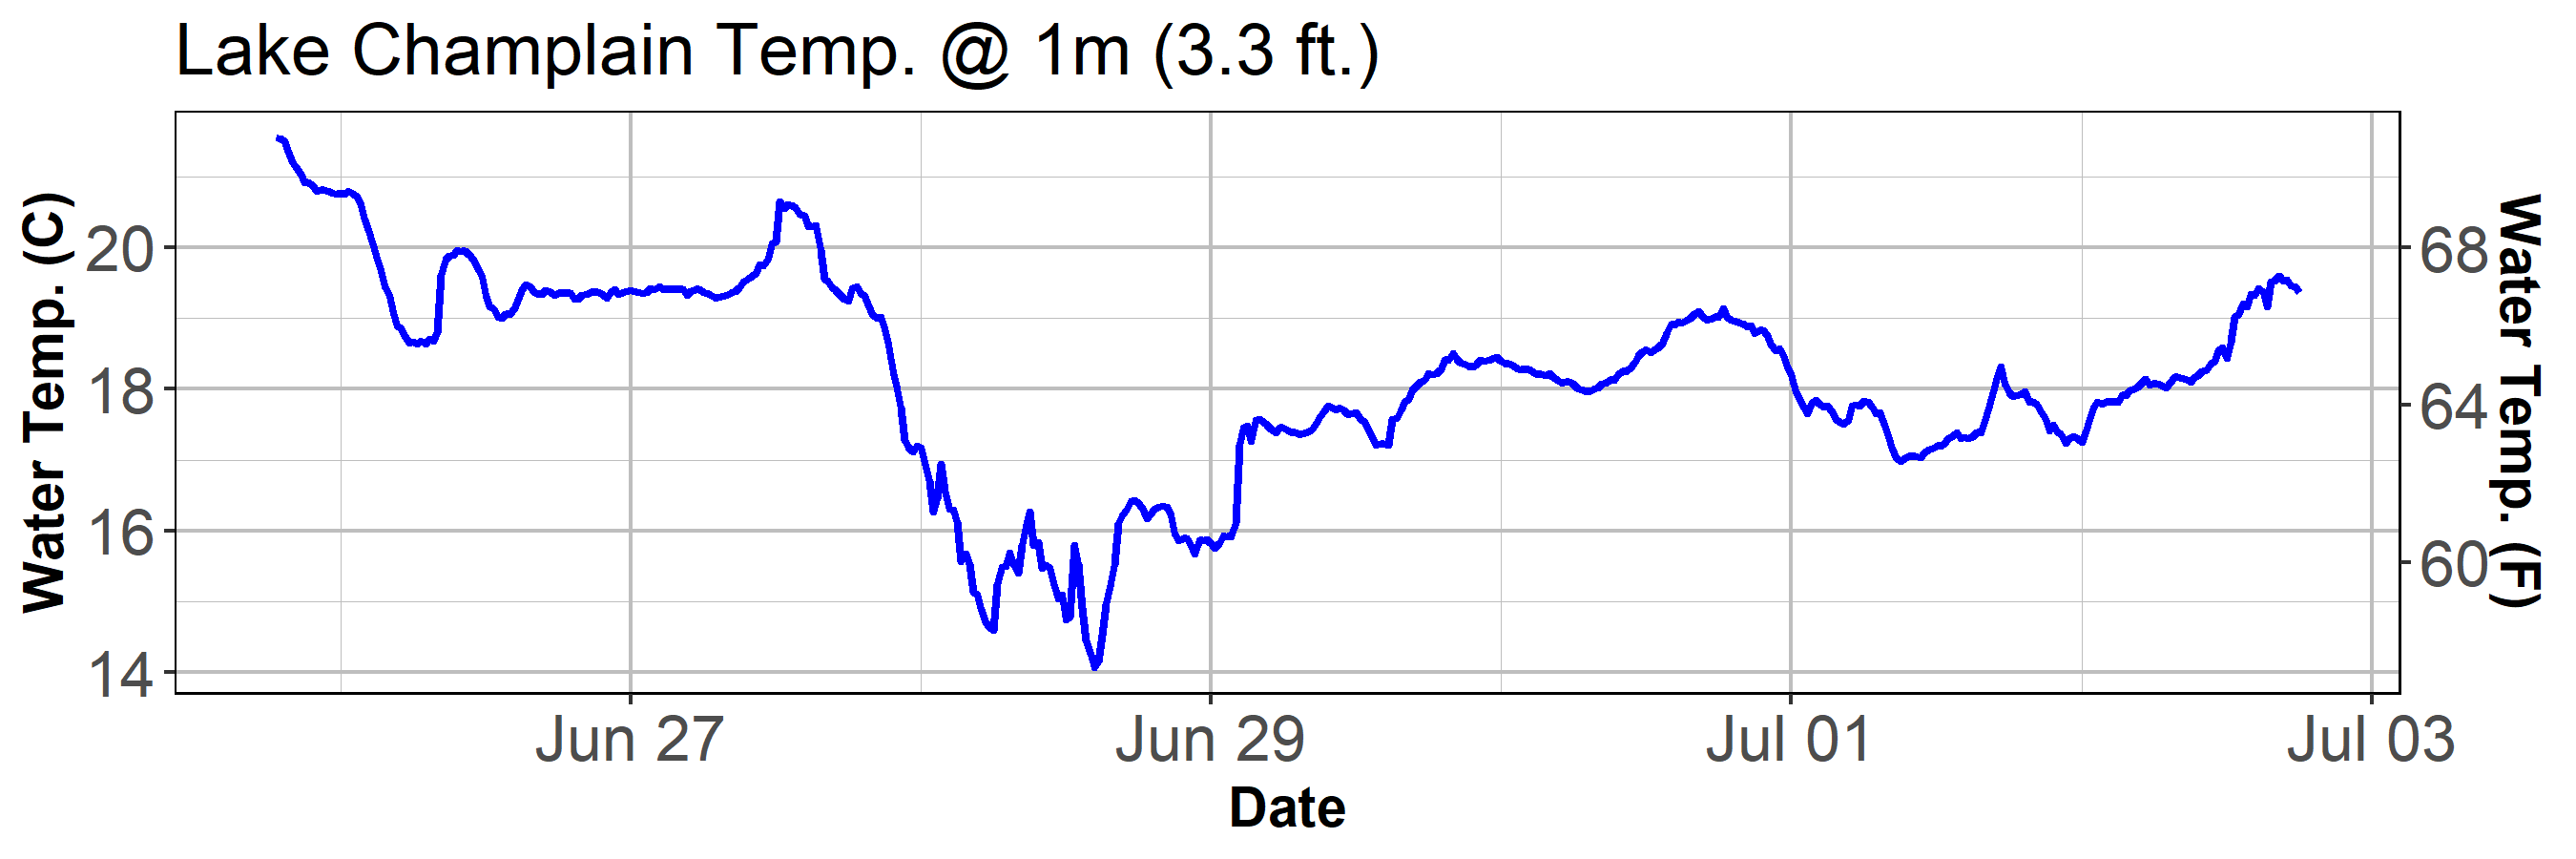 Lake Champlain Temp. @ 1m (3.3 ft.)
Water Temp. (C)
20
18
16
14
68
64
60
Water Temp. (F)
Jun 27
Jun 29
Jul 01
Jul 03
Date